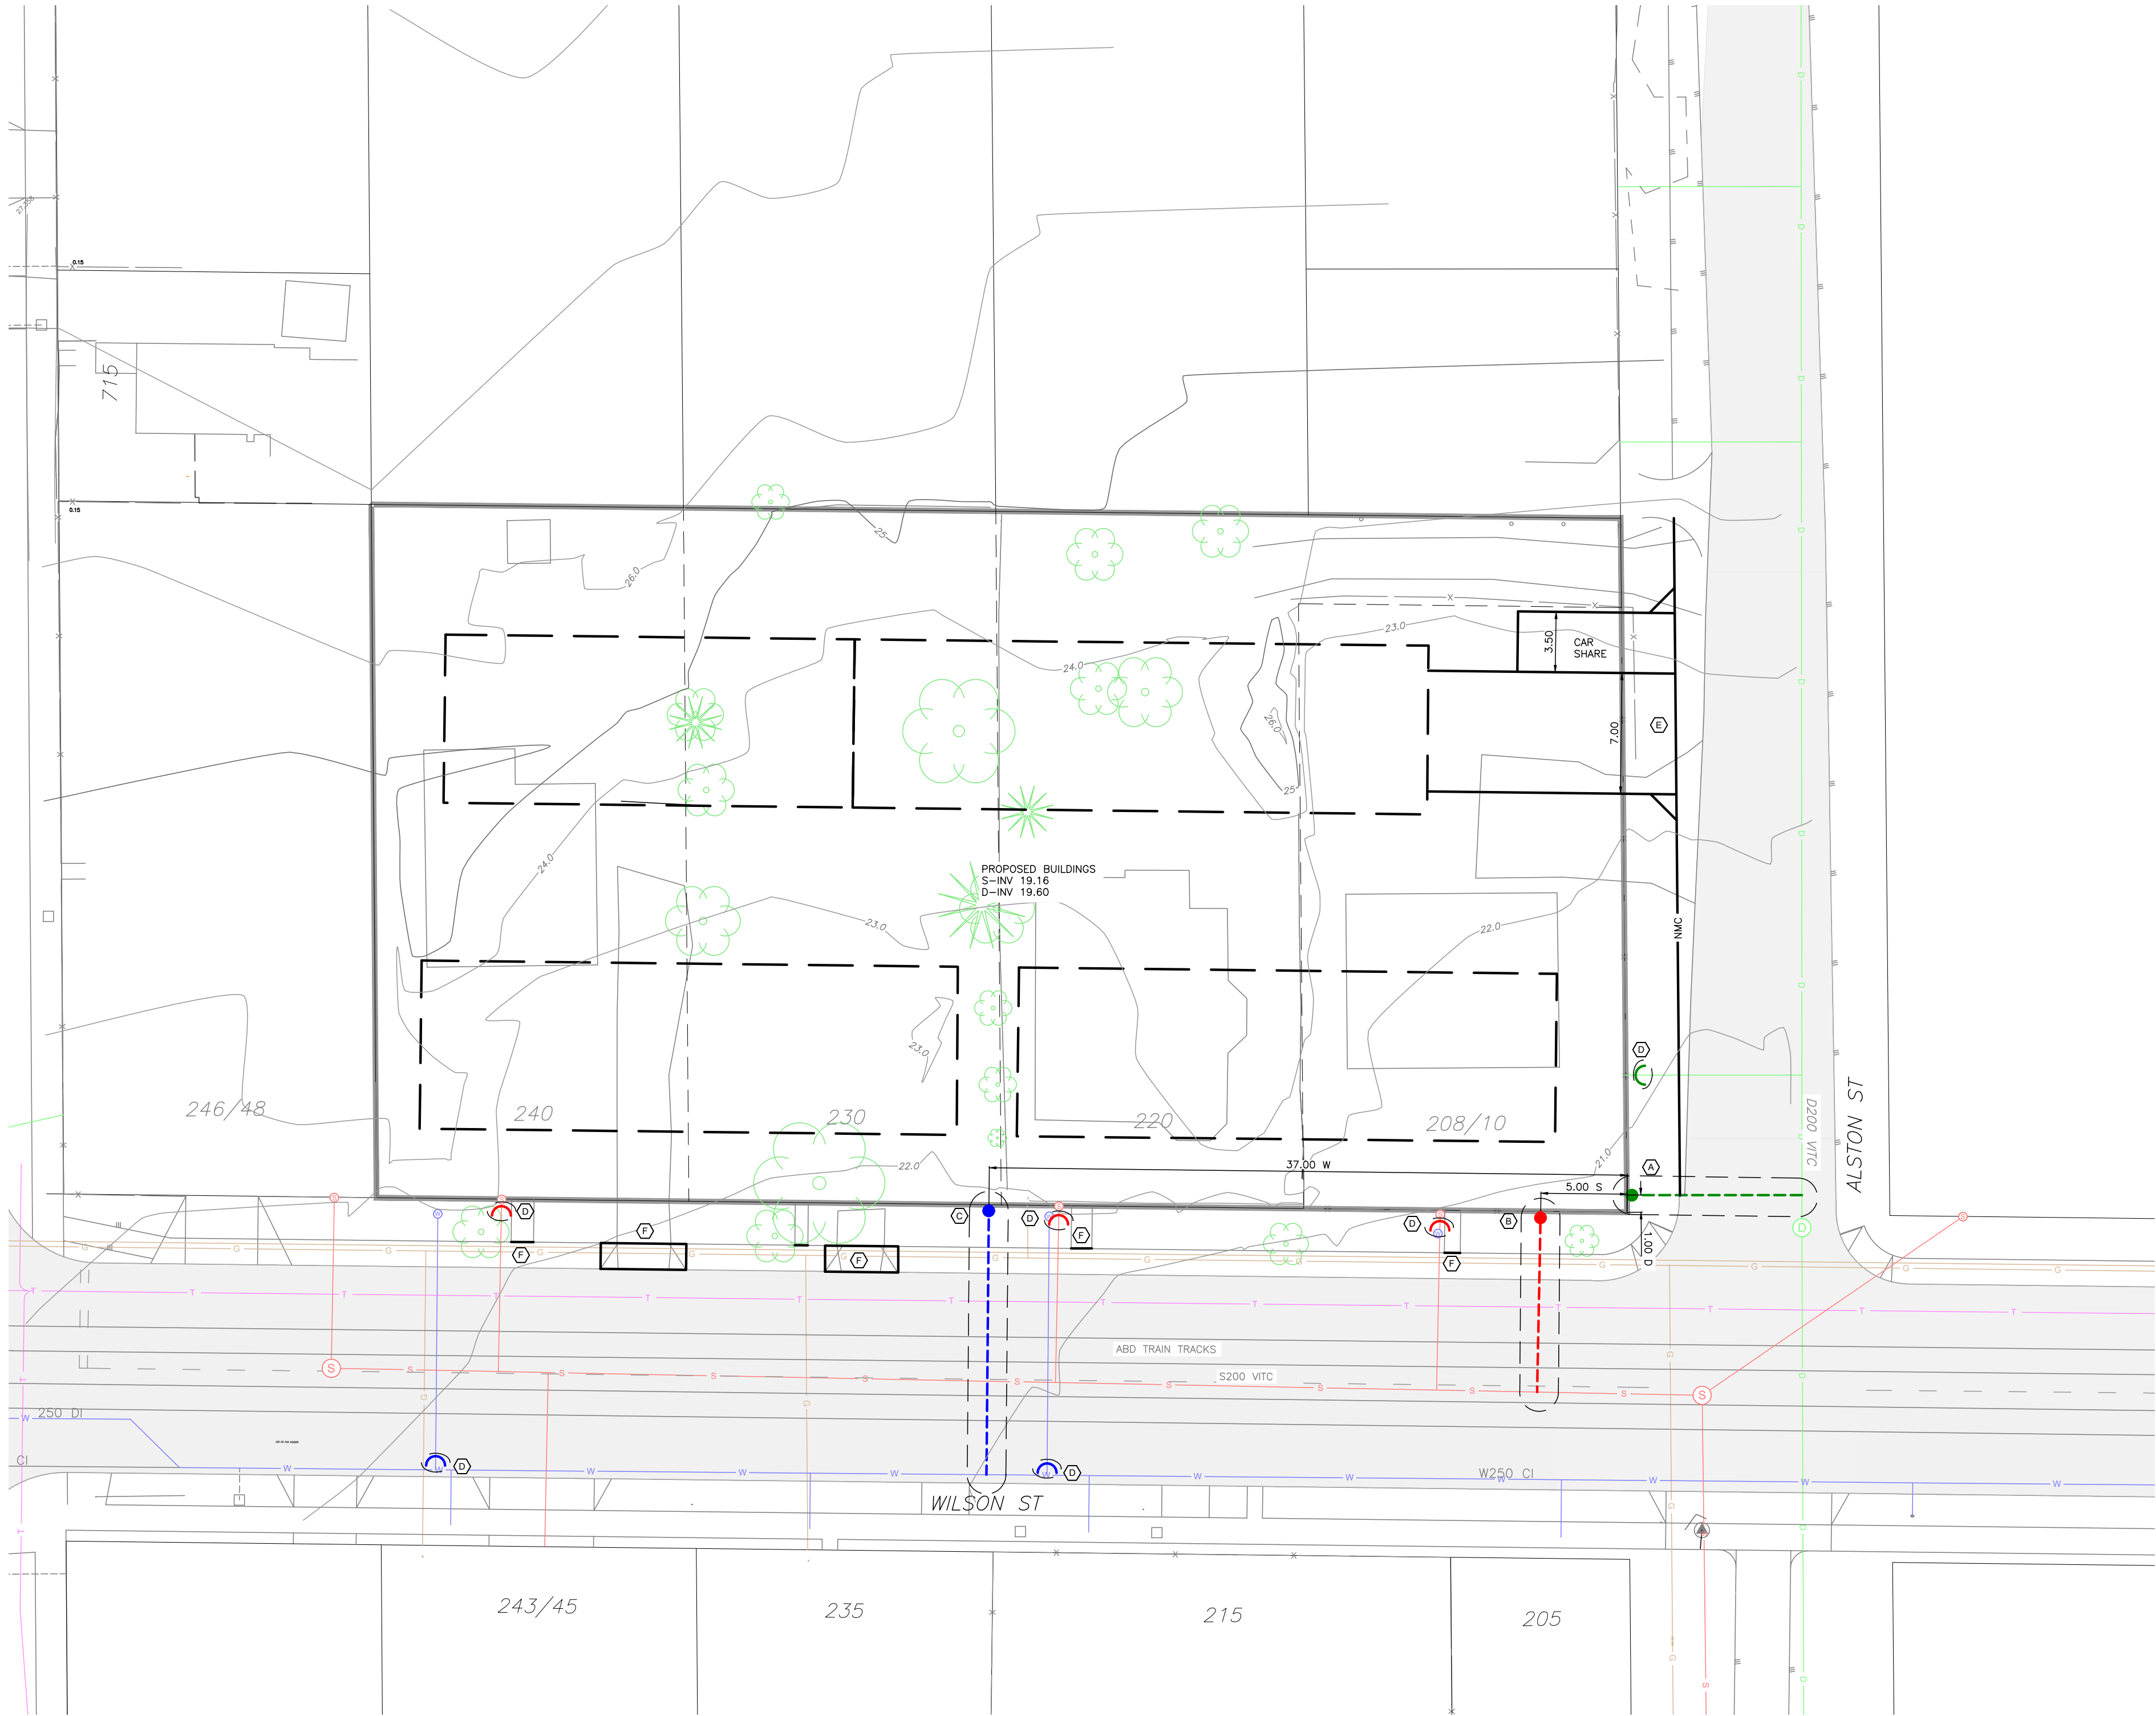 27.358
0.15
715
0.15
25
26.0
23.0
3.50
CAR
SHARE
24.0
26.0
7.00
E
25
24.0
PROPOSED BUILDINGS
S-INV 19.16
D-INV 19.60
23.0
22.0
NMC
23.0
D
246/48
240
230
220
208/10
D200 VITC
ALSTON ST
22.0
37.00 W
21.0
A
5.00 S
C
D
D
D
B
F
F
F
F
F
1.00 D
D
G G G G G G G G G G G G
T T T T T T T T T T T T T T
ABD TRAIN TRACKS
S200 VITC
S S S S S S S S S S S
250 DI
W
CI
D
D
W W W W W W W W W W W
W250 CI
WILSON ST
243/45
235
215
205